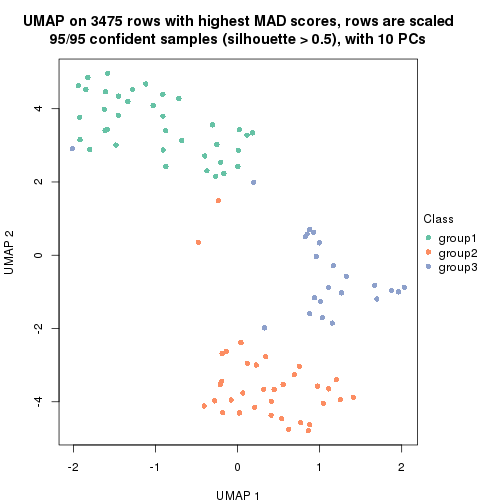 UMAP on 3475 rows with highest MAD scores, rows are scaled
95/95 confident samples (silhouette > 0.5), with 10 PCs
4
2
0
-2
-4
UMAP 2
-2
-1
0
1
2
UMAP 1
Class
group1
group2
group3